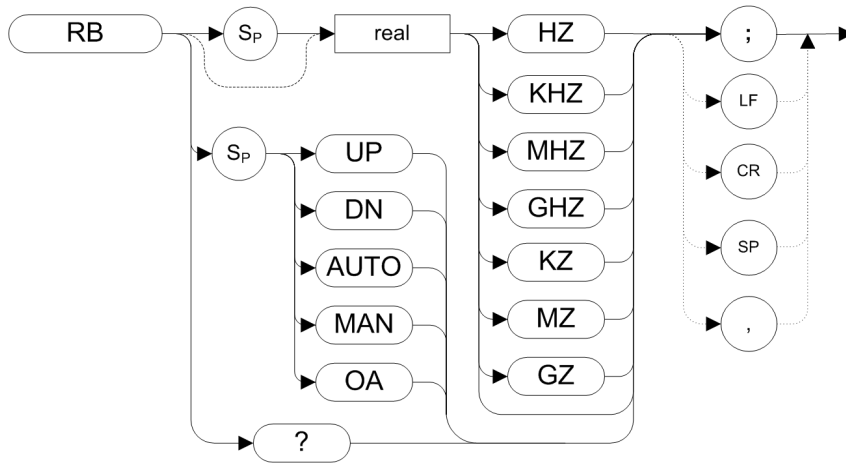 RB
SP
real
HZ
;
KHZ
LF
SP
UP
MHZ
CR
DN
GHZ
AUTO
KZ
SP
MAN
MZ
,
OA
GZ
?